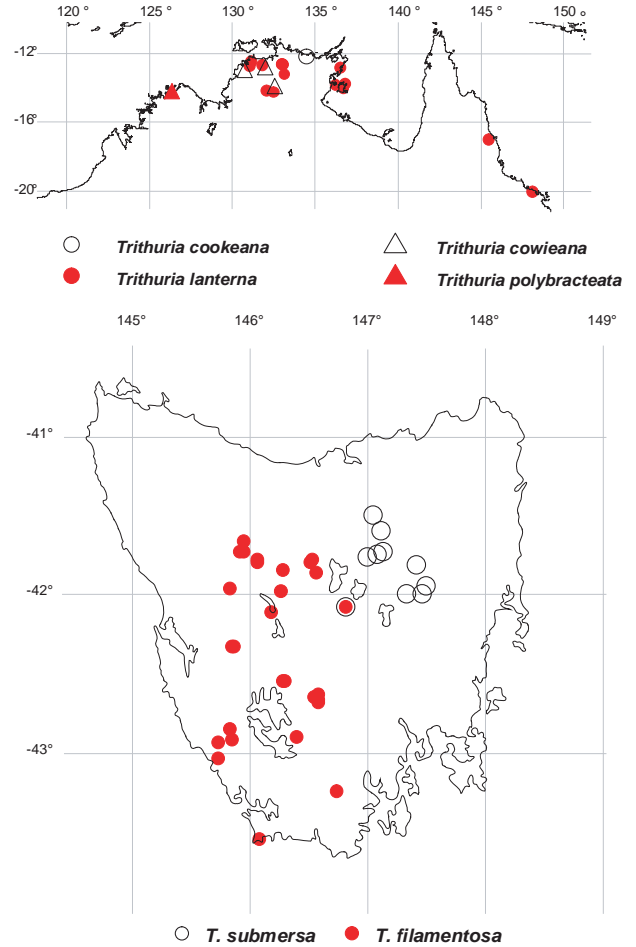 120 ° 125 ° 130 ° 135 ° 140 ° 145 ° 150 °
-12°
-16°
-20°
Trithuria cookeana Trithuria cowieana
Trithuria lanterna Trithuria polybracteata
145° 146° 147° 148° 149°
-41°
-42°
-43°
T. submersa T. filamentosa